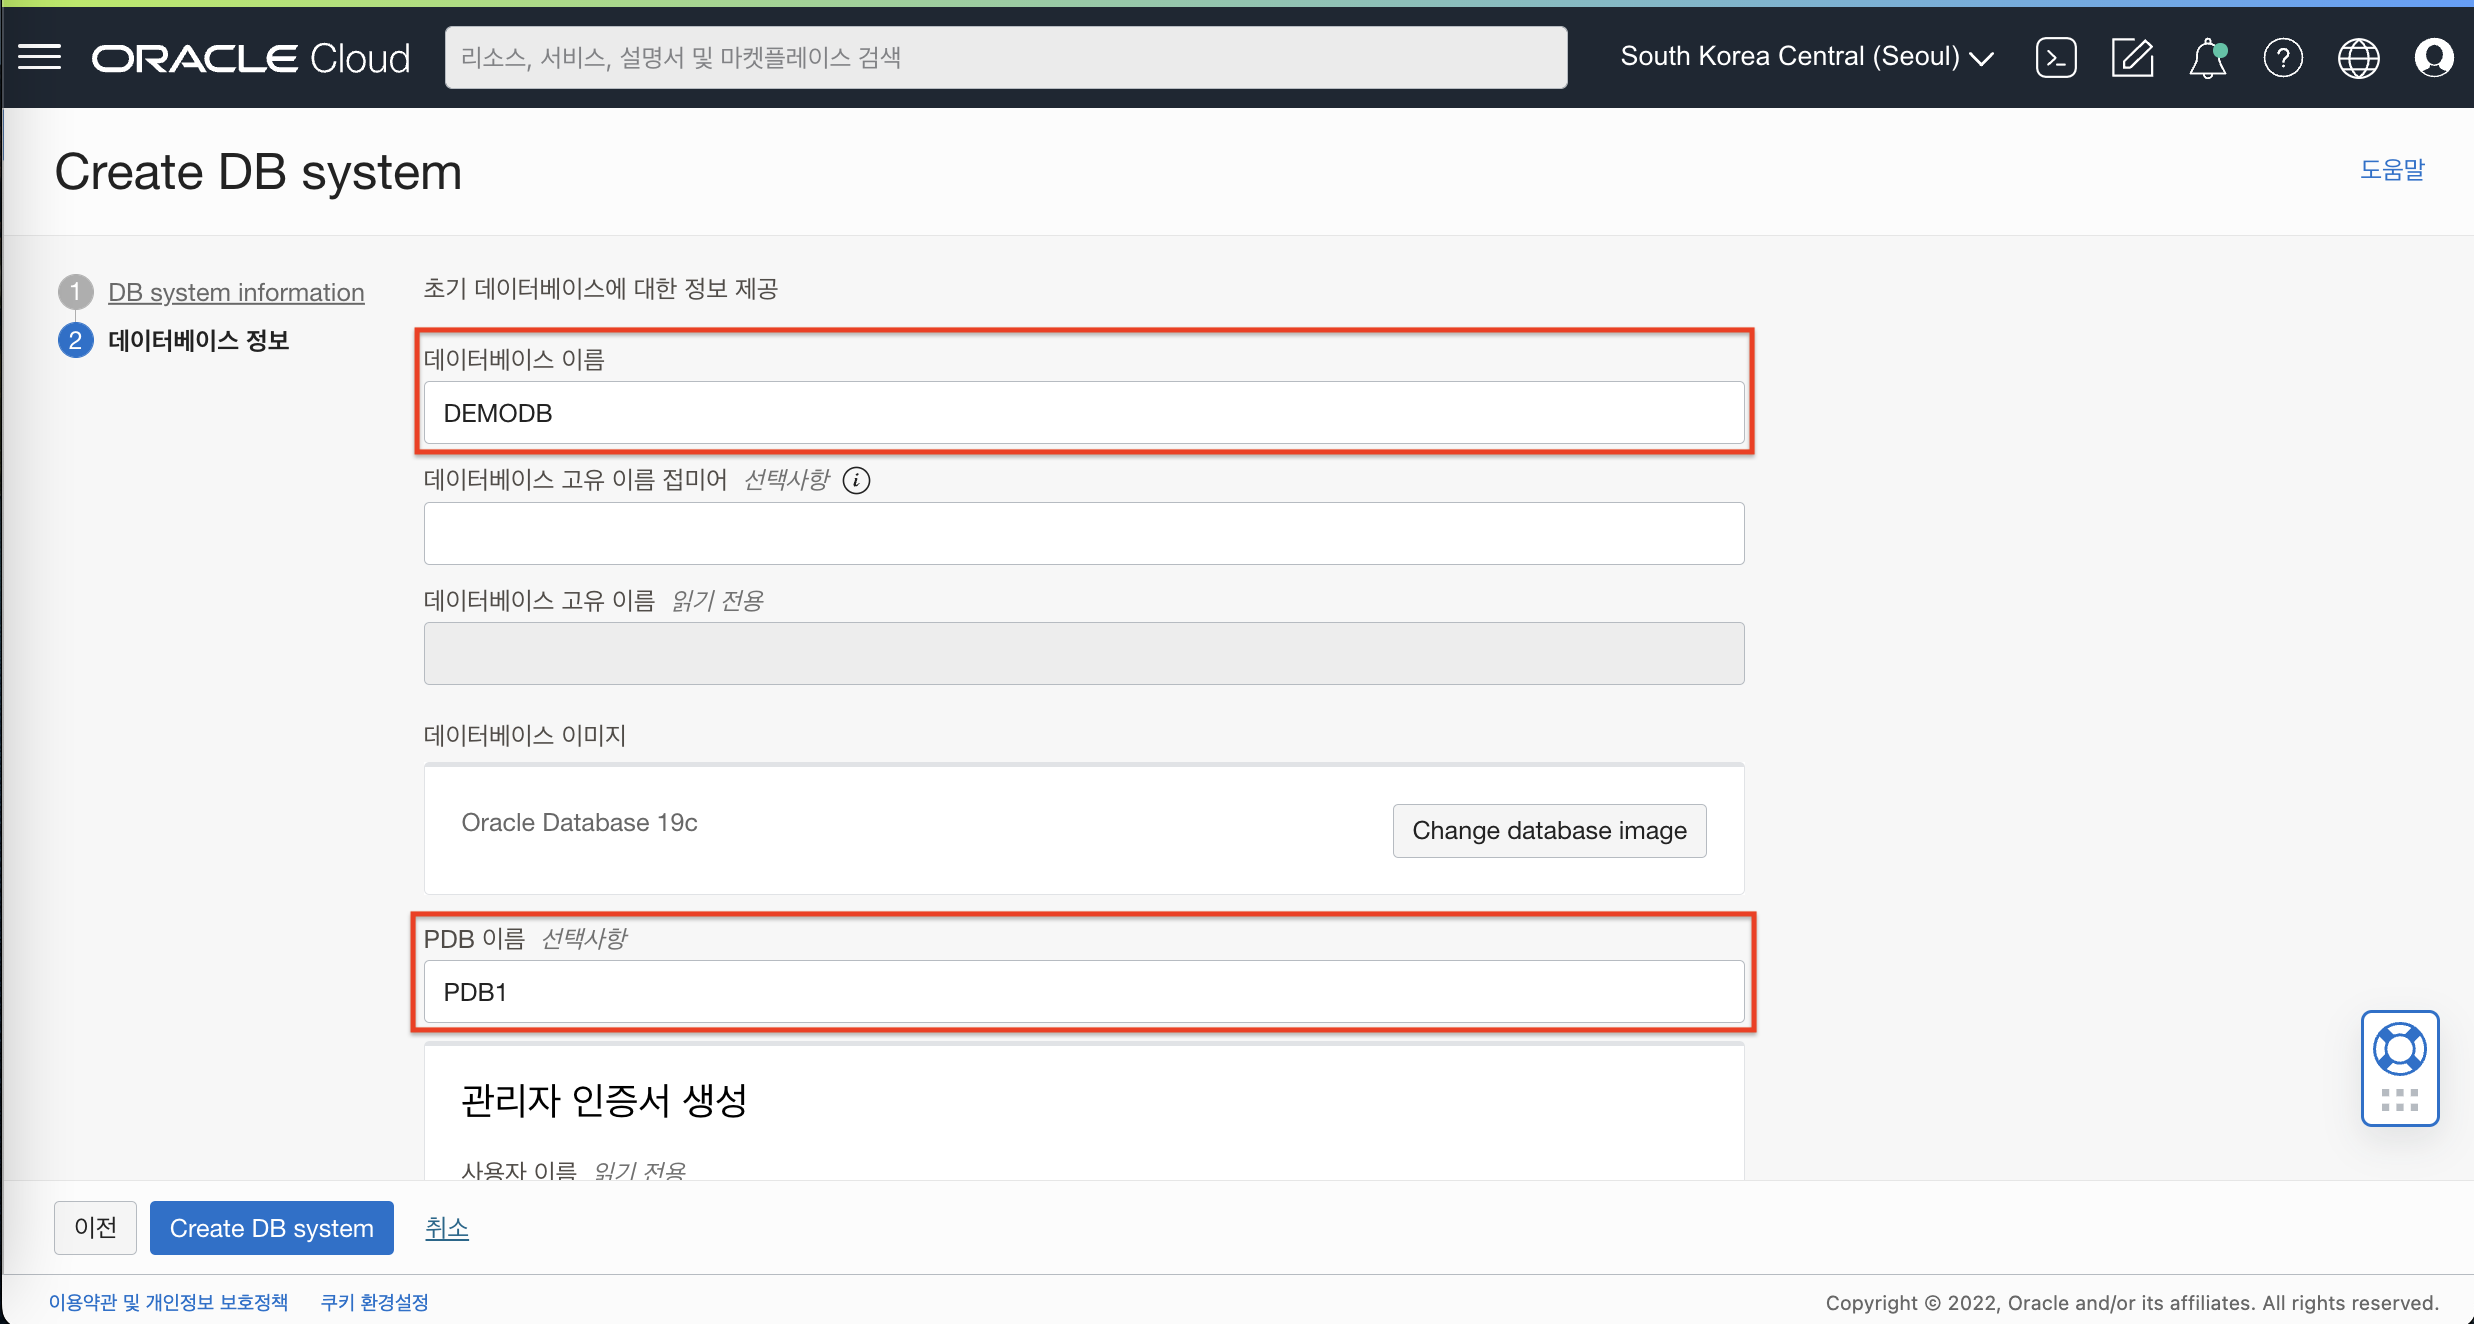 ORACLE Cloud
리소스, 서비스, 설명서 및 마켓플레이스 검색
South Korea Central (Seoul)
Create DB system
도움말
1 DB system information
2 데이터베이스 정보
초기 데이터베이스에 대한 정보 제공
데이터베이스 이름
DEMODB
데이터베이스 고유 이름 접미어 선택사항
데이터베이스 고유 이름 읽기 전용
데이터베이스 이미지
Oracle Database 19c
Change database image
PDB 이름 선택사항
PDB1
관리자 인증서 생성
사용자 이름 읽기 전용
이전
Create DB system
취소
이용약관 및 개인정보 보호정책 쿠키 환경설정
Copyright © 2022, Oracle and/or its affiliates. All rights reserved.